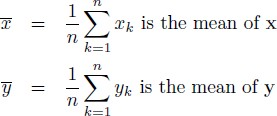 x̅ = 1/n ∑_{k=1}^{n} x_k is the mean of x
y̅ = 1/n ∑_{k=1}^{n} y_k is the mean of y